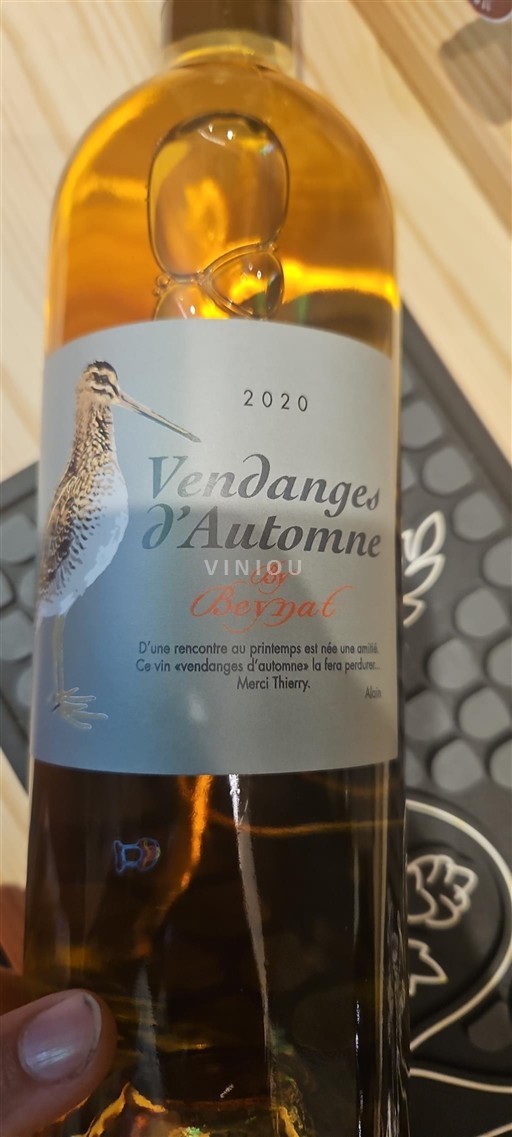 2020
Vendanges
d'Automne
VINIOU
by
Beynat
D'une rencontre au printemps est née une amitié.
Ce vin «vendanges d'automne» la fera perdurer...
Merci Thierry.
Alain